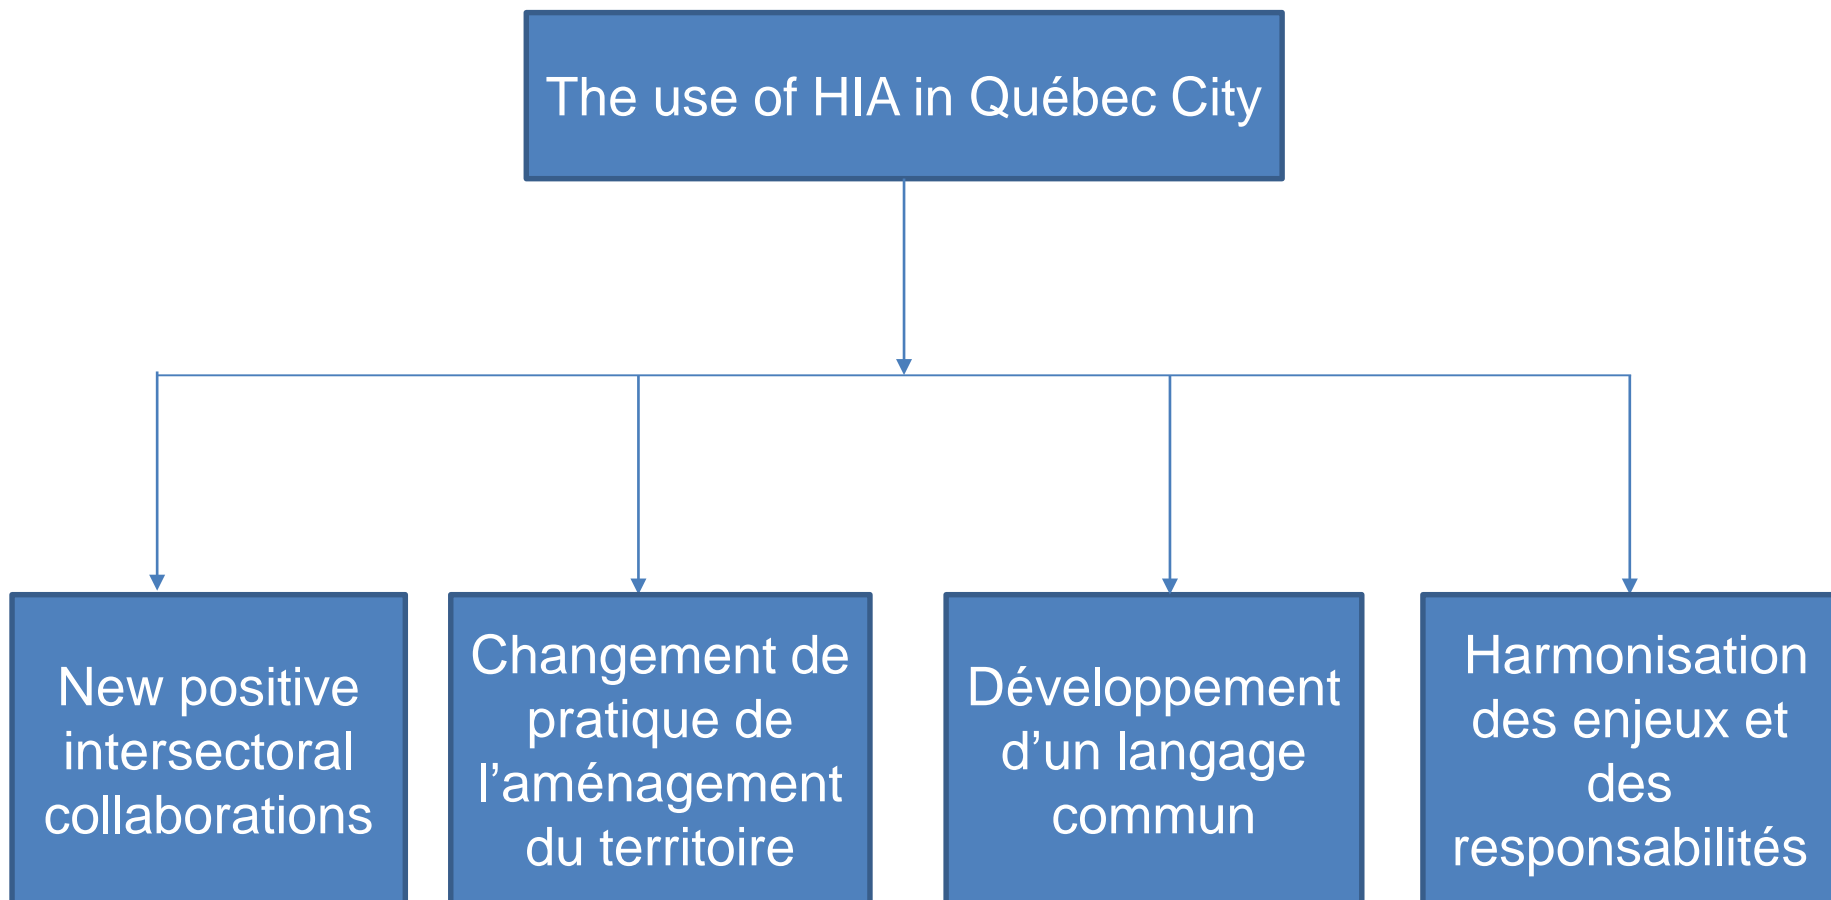 The use of HIA in Québec City
New positive
intersectoral
collaborations
Changement de
pratique de
l’aménagement
du territoire
Développement
d’un langage
commun
Harmonisation
des enjeux et
des
responsabilités